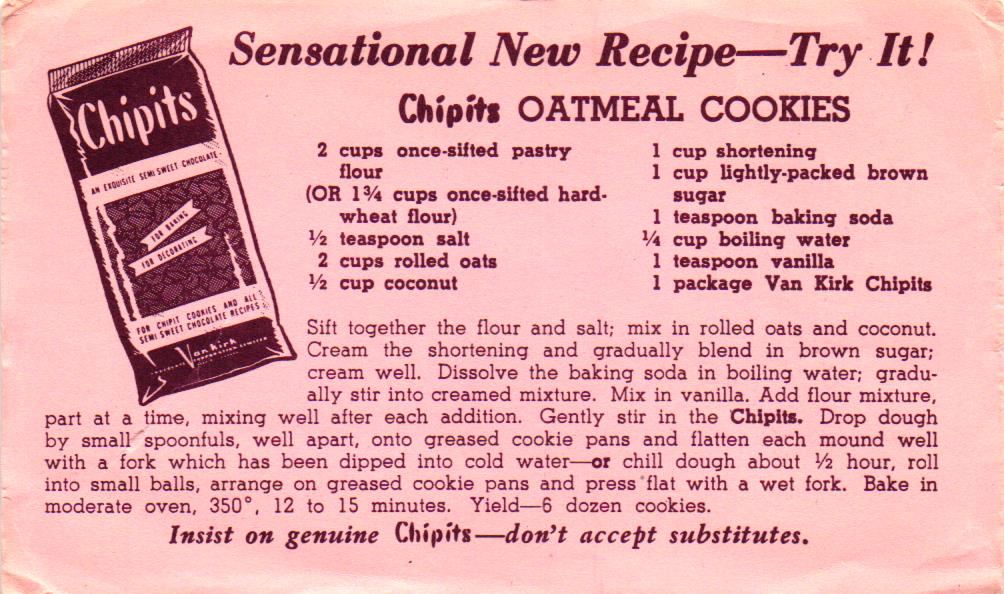 Sensational New Recipe—Try It!
Chipits OATMEAL COOKIES
Chipits
AN EXQUISITE SEMI SWEET CHOCOLATE
FOR BAKING
FOR DECORATING
FOR CHIPIT COOKIES AND ALL
SEMI SWEET CHOCOLATE RECIPES
Van Kirk
CHOCOLATE CORPORATION LIMITED
2 cups once-sifted pastry
flour
(OR 1¾ cups once-sifted hard-
wheat flour)
½ teaspoon salt
2 cups rolled oats
½ cup coconut
1 cup shortening
1 cup lightly-packed brown
sugar
1 teaspoon baking soda
¼ cup boiling water
1 teaspoon vanilla
1 package Van Kirk Chipits
Sift together the flour and salt; mix in rolled oats and coconut.
Cream the shortening and gradually blend in brown sugar;
cream well. Dissolve the baking soda in boiling water; gradu-
ally stir into creamed mixture. Mix in vanilla. Add flour mixture,
part at a time, mixing well after each addition. Gently stir in the Chipits. Drop dough
by small spoonfuls, well apart, onto greased cookie pans and flatten each mound well
with a fork which has been dipped into cold water—or chill dough about ½ hour, roll
into small balls, arrange on greased cookie pans and press flat with a wet fork. Bake in
moderate oven, 350°, 12 to 15 minutes. Yield—6 dozen cookies.
Insist on genuine Chipits—don't accept substitutes.